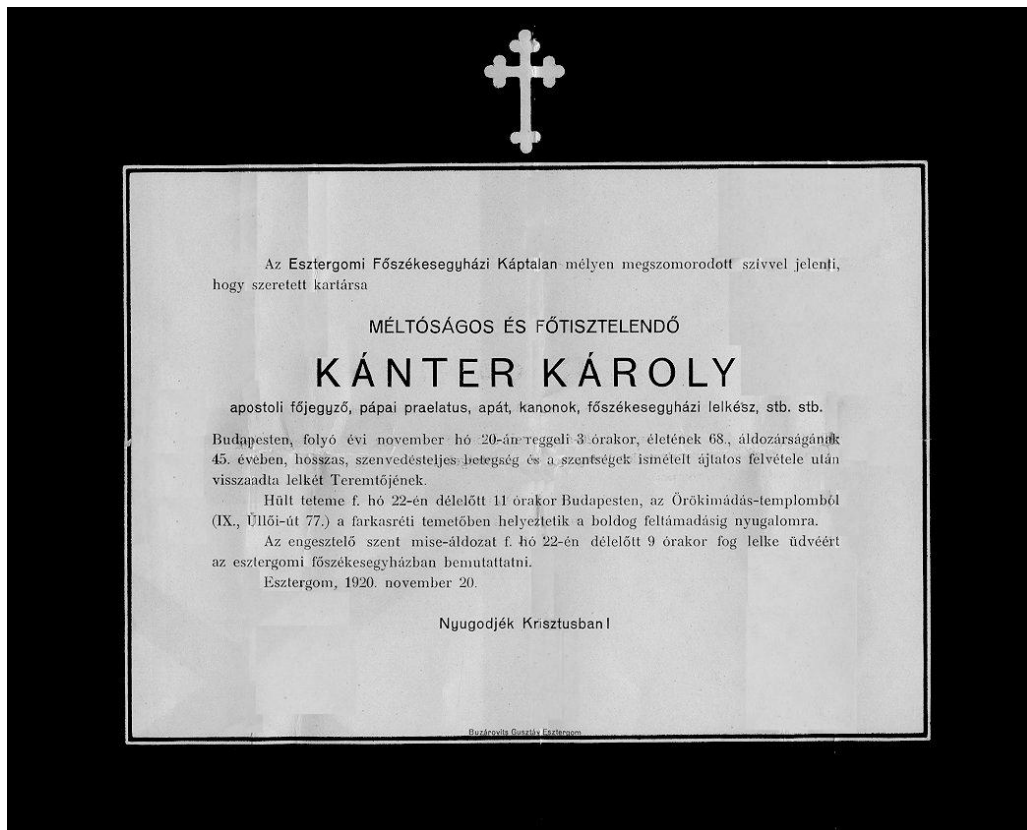 Az Esztergomi Főszékesegyházi Káptalan mélyen megszomorodott szívvel jelenti,
hogy szeretett kartársa
MÉLTÓSÁGOS ÉS FŐTISZTELENDŐ
KÁNTER KÁROLY
apostoli főjegyző, pápai praelatus, apát, kanonok, főszékesegyházi lelkész, stb. stb.
Budapesten, folyó évi november hó 20-án reggeli 3 órakor, életének 68., áldozárságának
45. évében, hosszas, szenvedésteljes betegség és a szentségek ismételt ájtatos felvétele után
visszaadta lelkét Teremtőjének.
Hült teteme f. hó 22-én délelőtt 11 órakor Budapesten, az Örökimádás-templomból
(IX., Üllői-út 77.) a farkasréti temetőben helyeztetik a boldog feltámadásig nyugalomra.
Az engesztelő szent mise-áldozat f. hó 22-én délelőtt 9 órakor fog lelke üdvéért
az esztergomi főszékesegyházban bemutattatni.
Esztergom, 1920. november 20.
Nyugodjék Krisztusban!
Buzárovits Gusztáv Esztergom